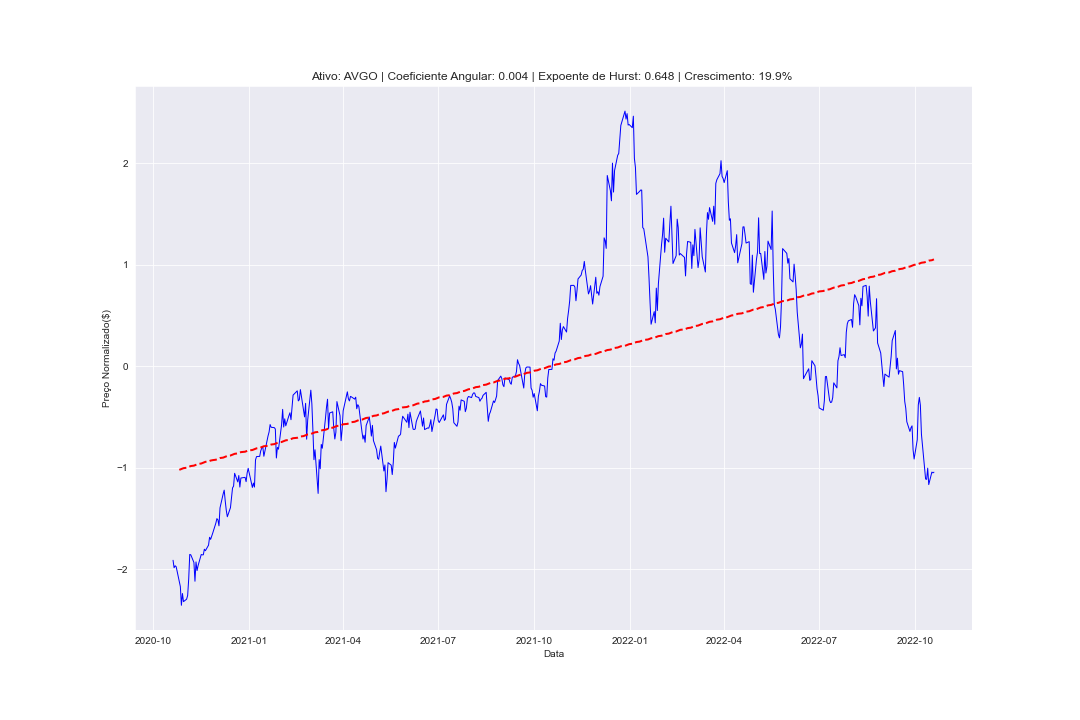 Ativo: AVGO | Coeficiente Angular: 0.004 | Expoente de Hurst: 0.648 | Crescimento: 19.9%
Preço Normalizado($)
2
1
0
−1
−2
2020-10 2021-01 2021-04 2021-07 2021-10 2022-01 2022-04 2022-07 2022-10
Data